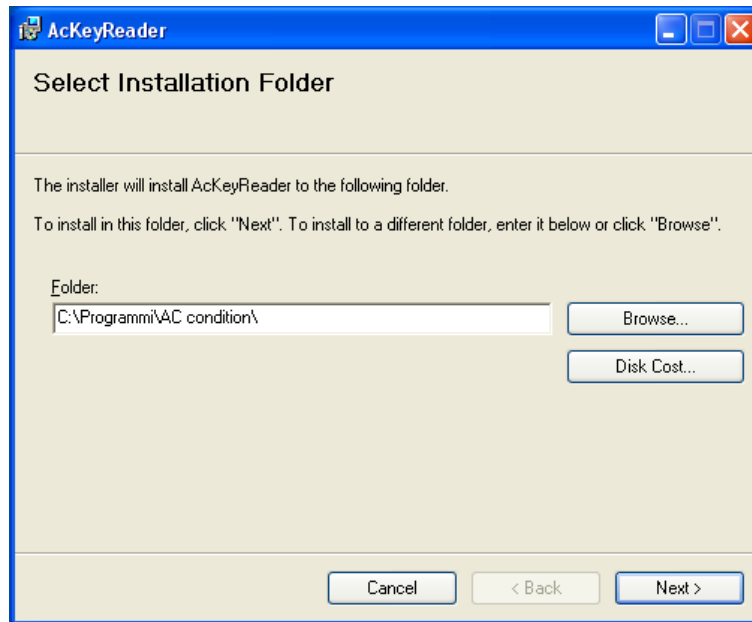 AcKeyReader
Select Installation Folder
The installer will install AcKeyReader to the following folder.
To install in this folder, click "Next". To install to a different folder, enter it below or click "Browse".
Folder:
C:\Programmi\AC condition\
Browse...
Disk Cost...
Cancel
< Back
Next >